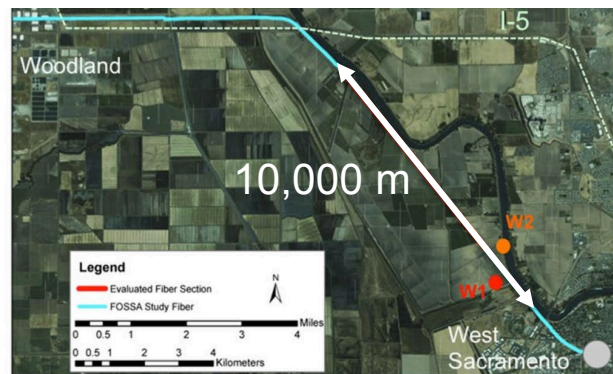 I-5
Woodland
10,000 m
W2
W1
Legend
Evaluated Fiber Section
FOSSA Study Fiber
N
Miles
0 0.5 1 2 3 4
Kilometers
0 0.5 1 2 3 4
West
Sacramento